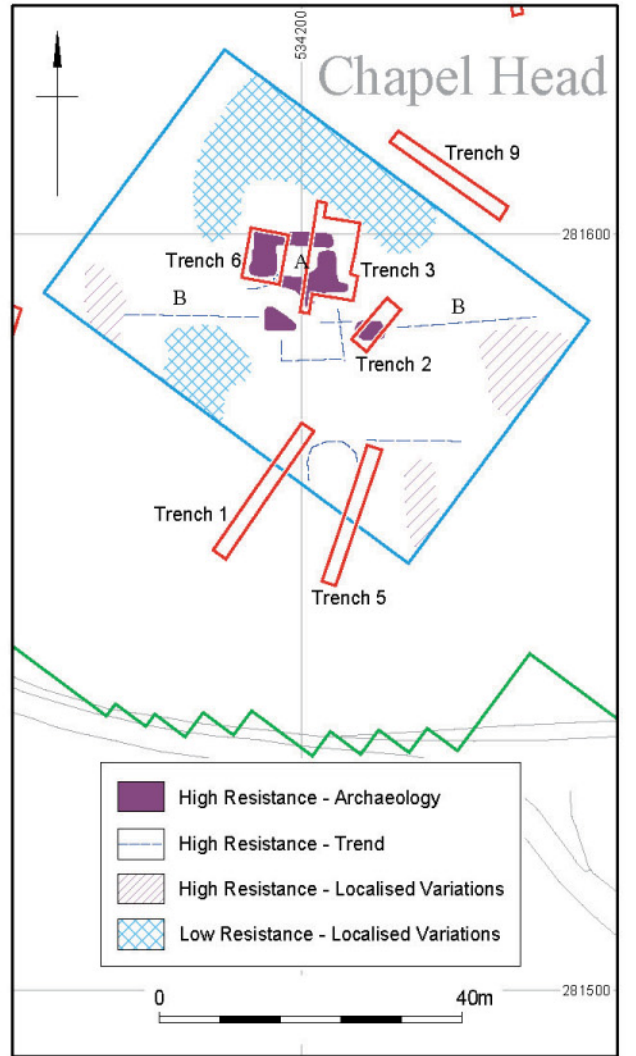 534200
Chapel Head
Trench 9
281600
Trench 6
A
Trench 3
B
B
Trench 2
Trench 1
Trench 5
High Resistance - Archaeology
High Resistance - Trend
High Resistance - Localised Variations
Low Resistance - Localised Variations
281500
0 40m